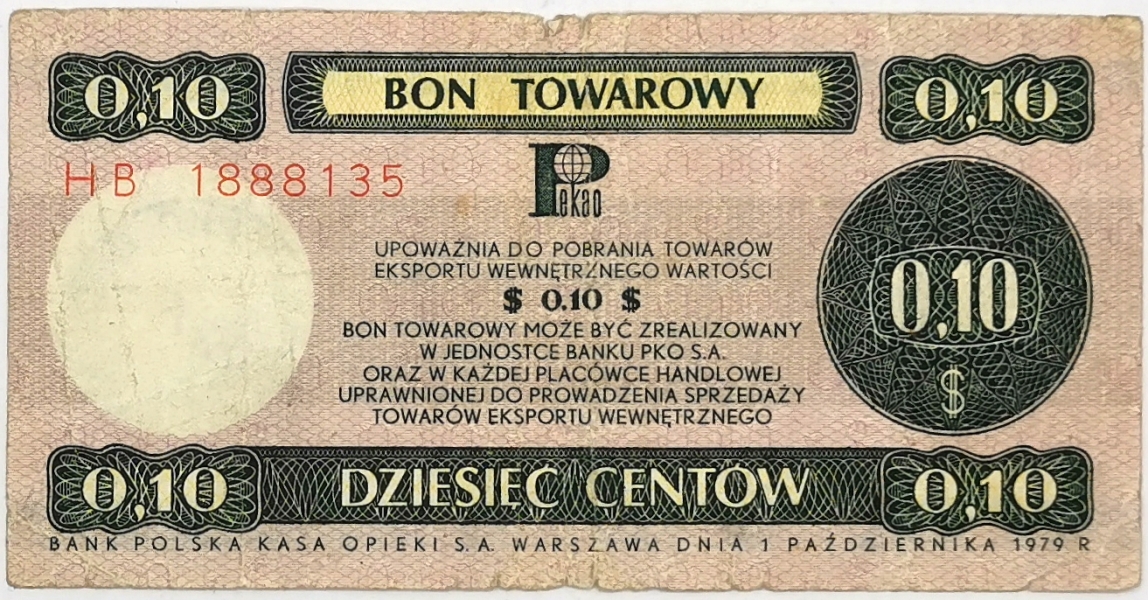 0,10 BON TOWAROWY 0,10
HB 1888135
Pekao
UPOWAŻNIA DO POBRANIA TOWARÓW
EKSPORTU WEWNĘTRZNEGO WARTOŚCI
$ 0.10 $
BON TOWAROWY MOŻE BYĆ ZREALIZOWANY
W JEDNOSTCE BANKU PKO S.A.
ORAZ W KAŻDEJ PLACÓWCE HANDLOWEJ
UPRAWNIONEJ DO PROWADZENIA SPRZEDAŻY
TOWARÓW EKSPORTU WEWNĘTRZNEGO
0,10
$
0,10 DZIESIĘĆ CENTÓW 0,10
BANK POLSKA KASA OPIEKI S.A. WARSZAWA DNIA 1 PAŹDZIERNIKA 1979 R